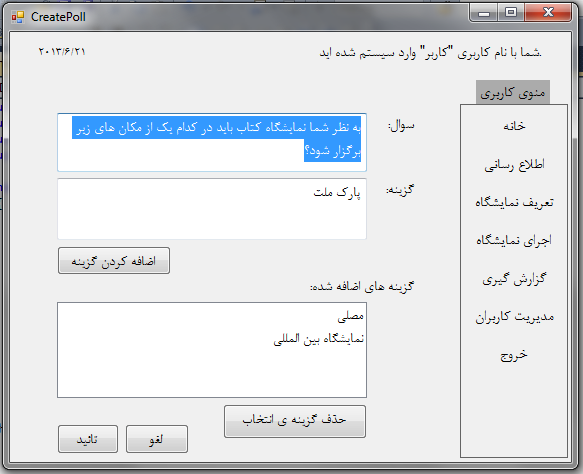 CreatePoll
شما با نام کاربری "کاربر" وارد سیستم شده اید.
۲۰۱۳/۶/۲۱
منوی کاربری
خانه
اطلاع رسانی
تعریف نمایشگاه
اجرای نمایشگاه
گزارش گیری
مدیریت کاربران
خروج
سوال:
به نظر شما نمایشگاه کتاب باید در کدام یک از مکان های زیر
برگزار شود؟
گزینه:
پارک ملت
اضافه کردن گزینه
گزینه های اضافه شده:
مصلی
نمایشگاه بین المللی
حذف گزینه ی انتخاب
لغو
تائید